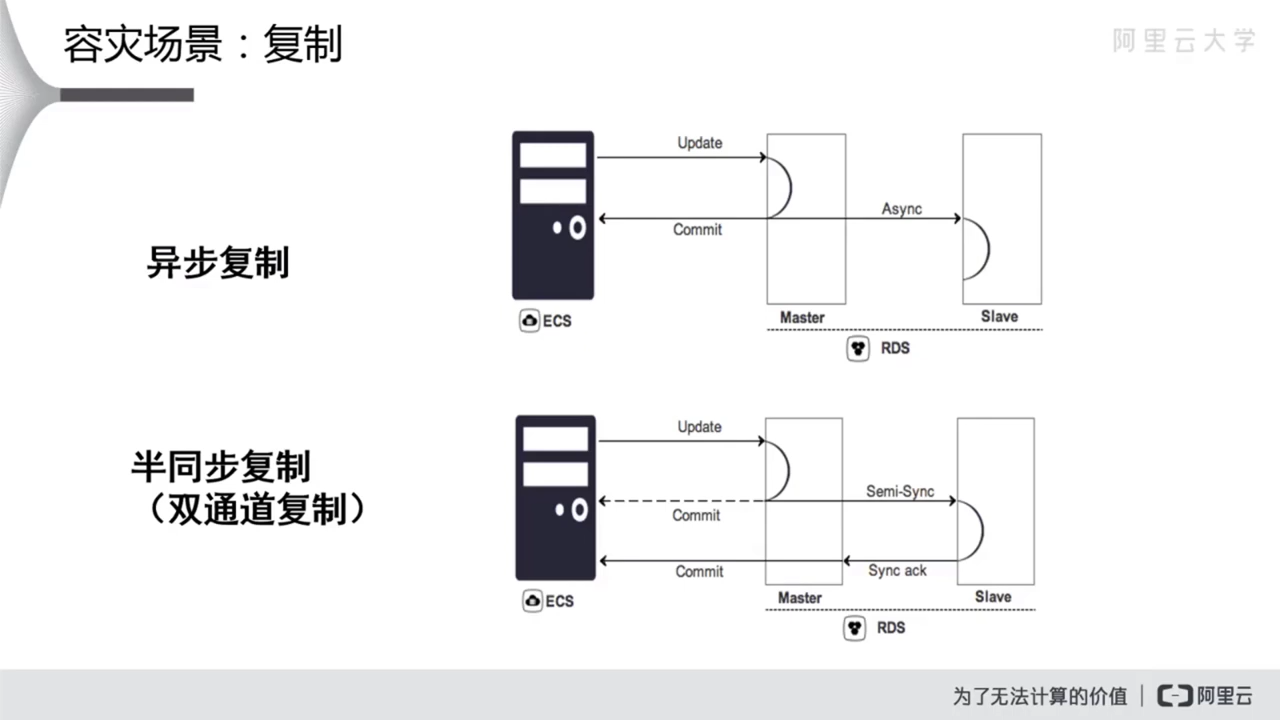 容灾场景：复制
阿里云大学
Update
Async
Commit
异步复制
ECS
Master
Slave
RDS
Update
半同步复制
（双通道复制）
Semi-Sync
Commit
Commit
Sync ack
ECS
Master
Slave
RDS
为了无法计算的价值
阿里云